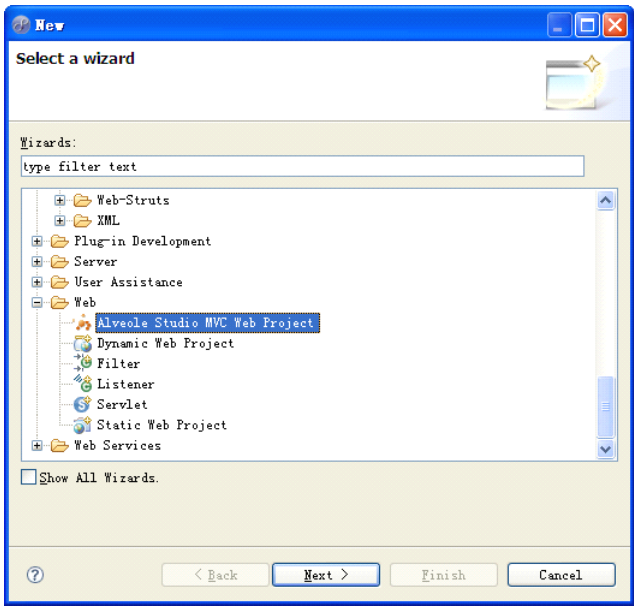 New
Select a wizard
Wizards:
type filter text
Web-Struts
XML
Plug-in Development
Server
User Assistance
Web
Alveole Studio MVC Web Project
Dynamic Web Project
Filter
Listener
Servlet
Static Web Project
Web Services
Show All Wizards.
? < Back Next > Finish Cancel